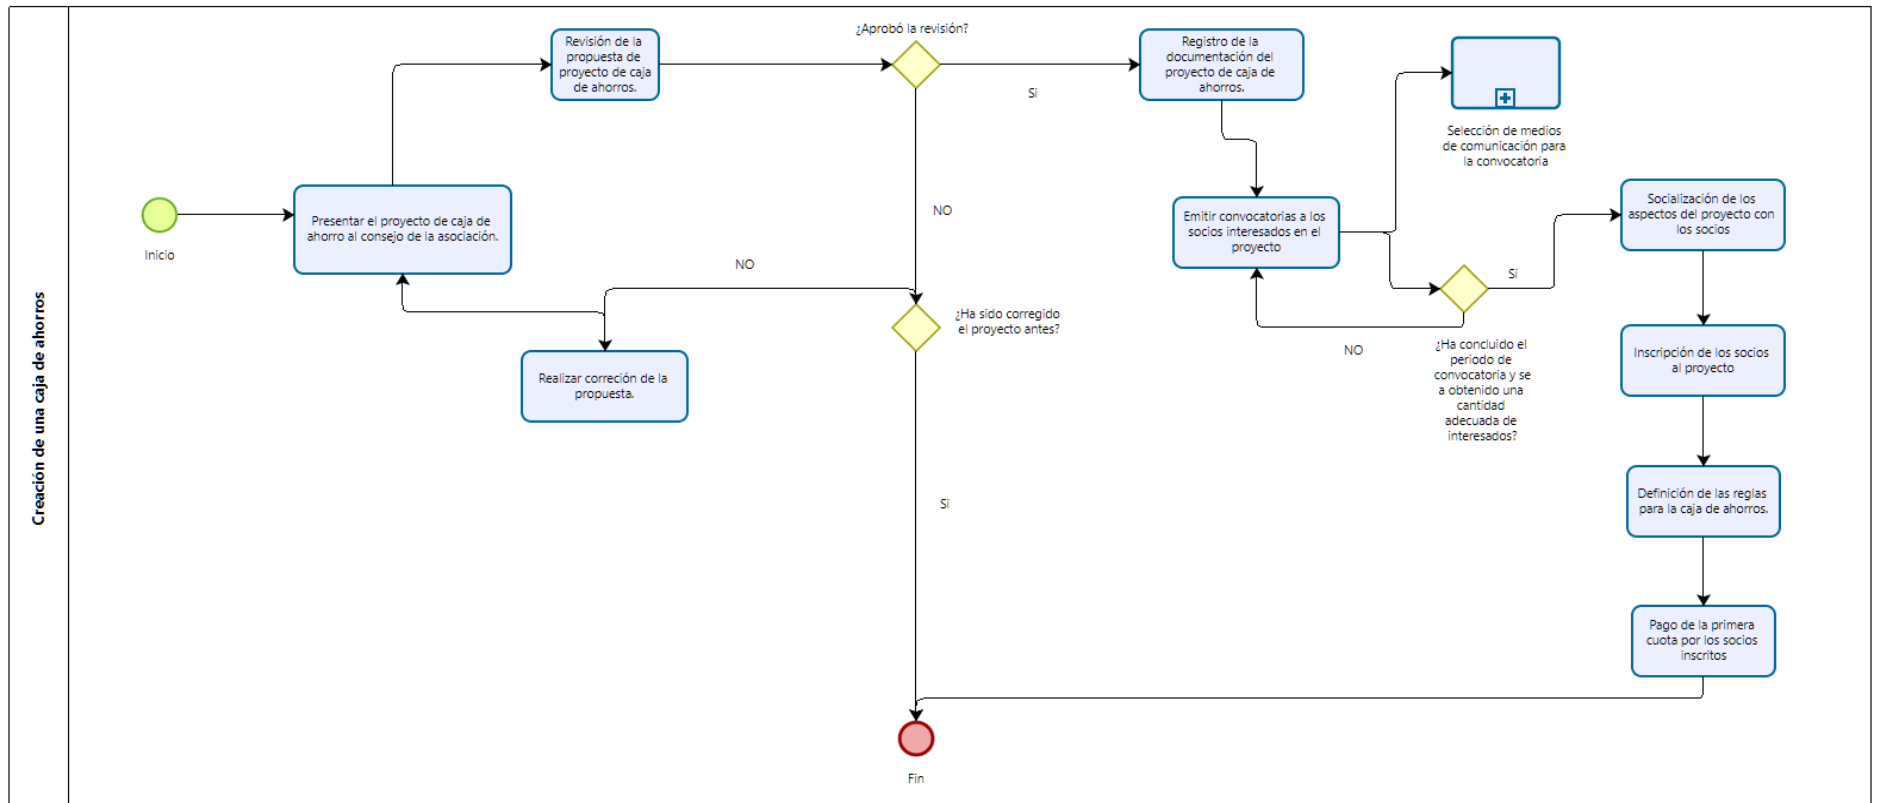 Creación de una caja de ahorros
Inicio
Presentar el proyecto de caja de
ahorro al consejo de la asociación.
Revisión de la
propuesta de
proyecto de caja
de ahorros.
¿Aprobó la revisión?
Si
NO
Registro de la
documentación del
proyecto de caja de
ahorros.
Selección de medios
de comunicación para
la convocatoria
Emitir convocatorias a los
socios interesados en el
proyecto
NO
Realizar correción de la
propuesta.
¿Ha sido corregido
el proyecto antes?
Si
NO
¿Ha concluido el
periodo de
convocatoria y se
a obtenido una
cantidad
adecuada de
interesados?
Si
Socialización de los
aspectos del proyecto con
los socios
Inscripción de los socios
al proyecto
Definición de las reglas
para la caja de ahorros.
Pago de la primera
cuota por los socios
inscritos
Fin